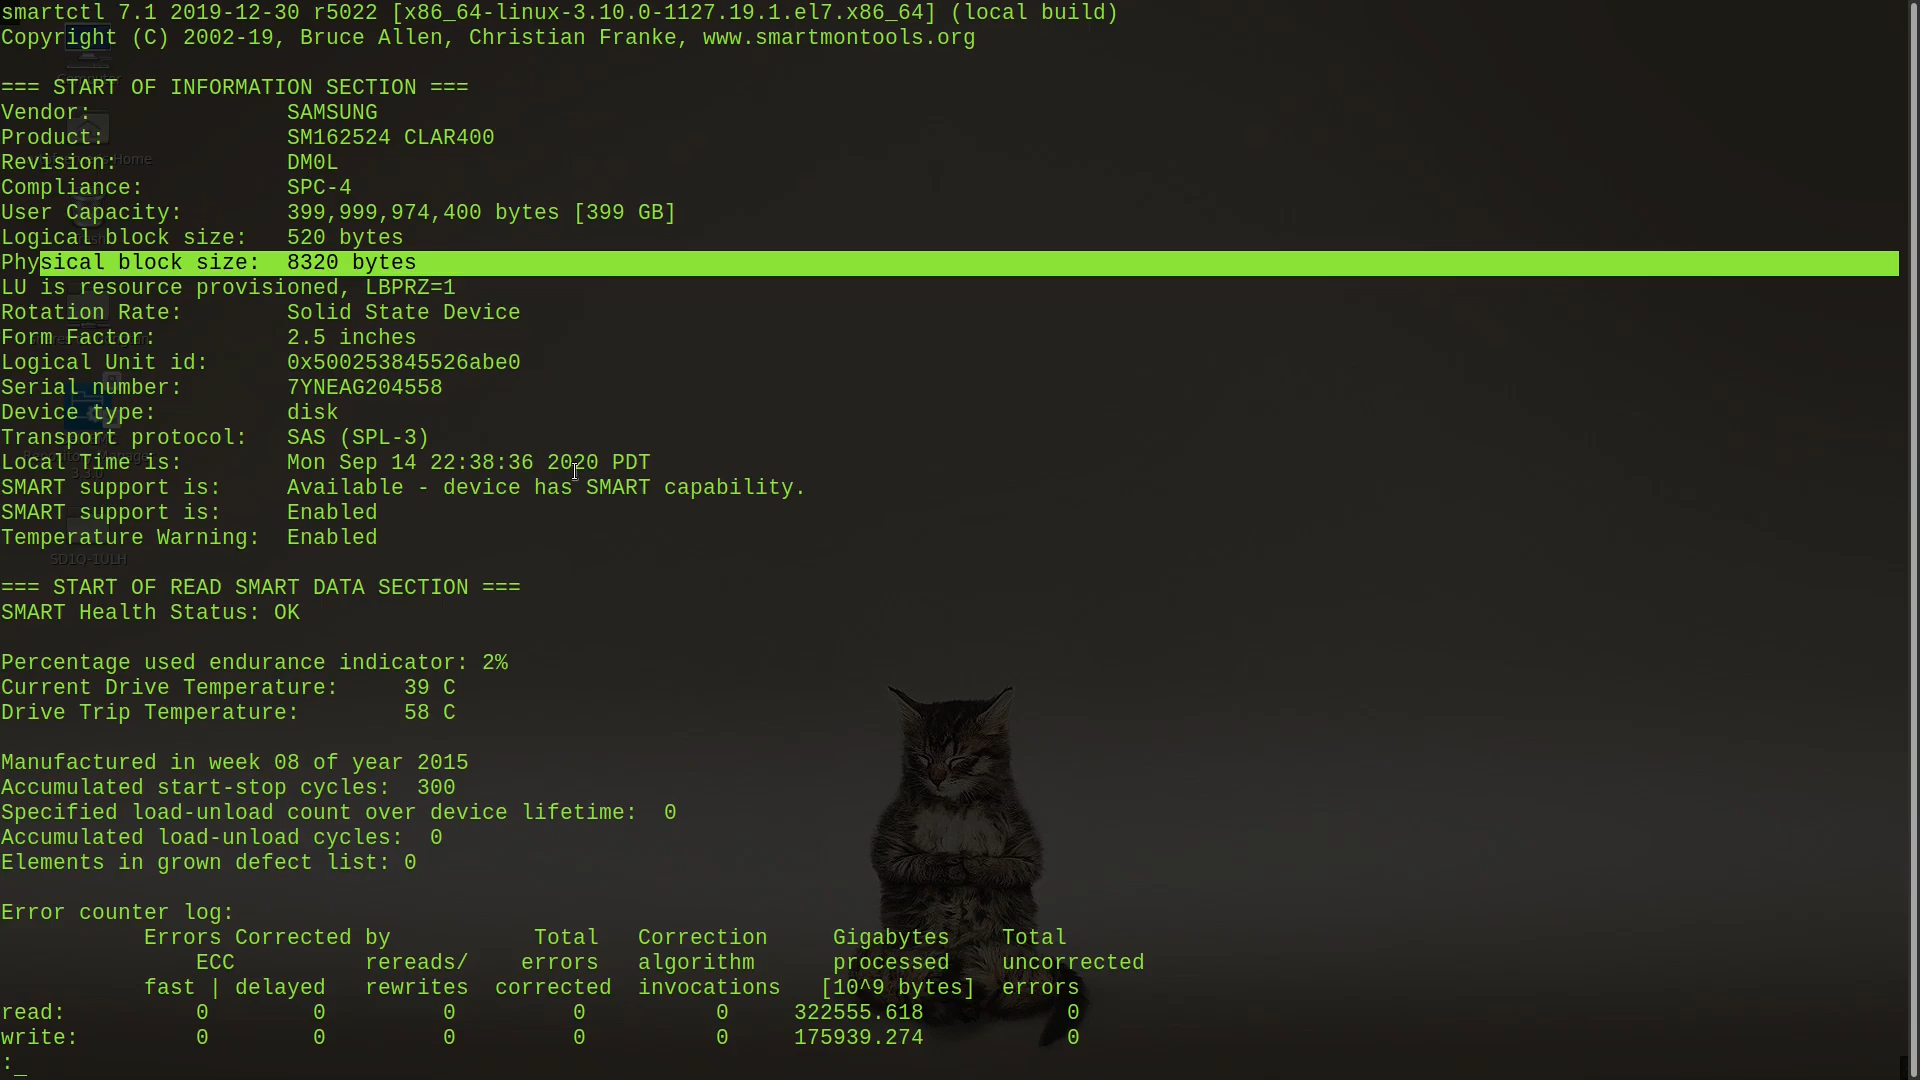 smartctl 7.1 2019-12-30 r5022 [x86_64-linux-3.10.0-1127.19.1.el7.x86_64] (local build)
Copyright (C) 2002-19, Bruce Allen, Christian Franke, www.smartmontools.org

=== START OF INFORMATION SECTION ===
Vendor:               SAMSUNG
Product:              SM162524 CLAR400
Revision:             DM0L
Compliance:           SPC-4
User Capacity:        399,999,974,400 bytes [399 GB]
Logical block size:   520 bytes
Physical block size:  8320 bytes
LU is resource provisioned, LBPRZ=1
Rotation Rate:        Solid State Device
Form Factor:          2.5 inches
Logical Unit id:      0x500253845526abe0
Serial number:        7YNEAG204558
Device type:          disk
Transport protocol:   SAS (SPL-3)
Local Time is:        Mon Sep 14 22:38:36 2020 PDT
SMART support is:     Available - device has SMART capability.
SMART support is:     Enabled
Temperature Warning:  Enabled
SD1Q-1ULH

=== START OF READ SMART DATA SECTION ===
SMART Health Status: OK

Percentage used endurance indicator: 2%
Current Drive Temperature:     39 C
Drive Trip Temperature:        58 C

Manufactured in week 08 of year 2015
Accumulated start-stop cycles:  300
Specified load-unload count over device lifetime:  0
Accumulated load-unload cycles:  0
Elements in grown defect list: 0

Error counter log:
           Errors Corrected by           Total   Correction     Gigabytes    Total
               ECC          rereads/    errors   algorithm      processed    uncorrected
           fast | delayed   rewrites  corrected  invocations   [10^9 bytes]  errors
read:          0        0         0         0          0     322555.618           0
write:         0        0         0         0          0     175939.274           0
:_